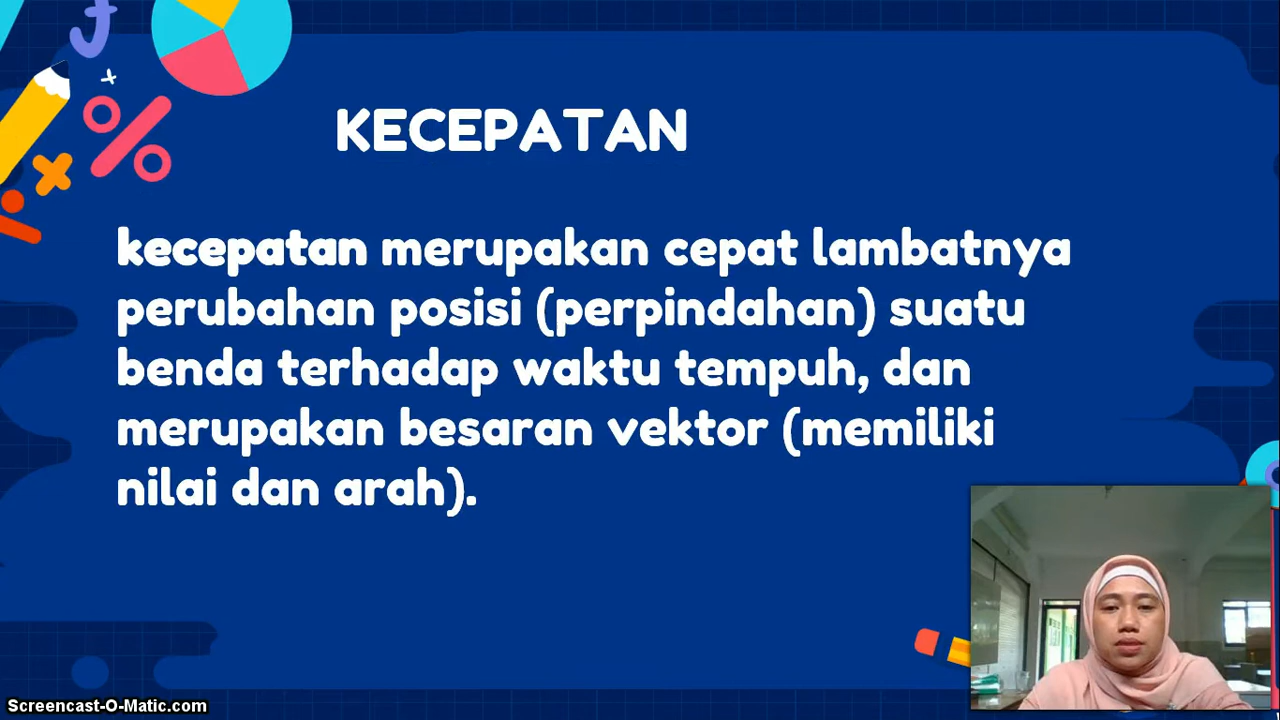 KECEPATAN
kecepatan merupakan cepat lambatnya
perubahan posisi (perpindahan) suatu
benda terhadap waktu tempuh, dan
merupakan besaran vektor (memiliki
nilai dan arah).
Screencast-O-Matic.com